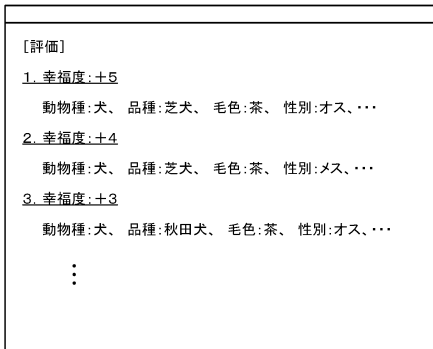 [評価]
1. 幸福度:+5
動物種:犬、 品種:芝犬、 毛色:茶、 性別:オス、・・・
2. 幸福度:+4
動物種:犬、 品種:芝犬、 毛色:茶、 性別:メス、・・・
3. 幸福度:+3
動物種:犬、 品種:秋田犬、 毛色:茶、 性別:オス、・・・
⋮